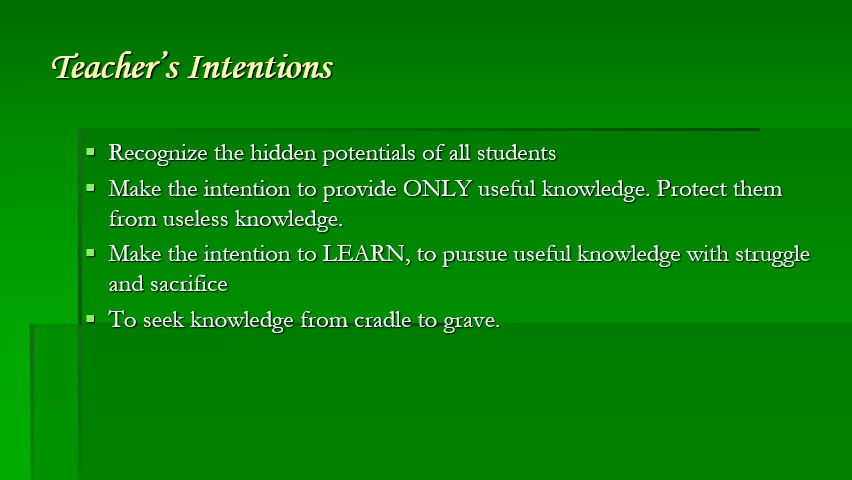 Teacher’s Intentions
▪ Recognize the hidden potentials of all students
▪ Make the intention to provide ONLY useful knowledge. Protect them
from useless knowledge.
▪ Make the intention to LEARN, to pursue useful knowledge with struggle
and sacrifice
▪ To seek knowledge from cradle to grave.